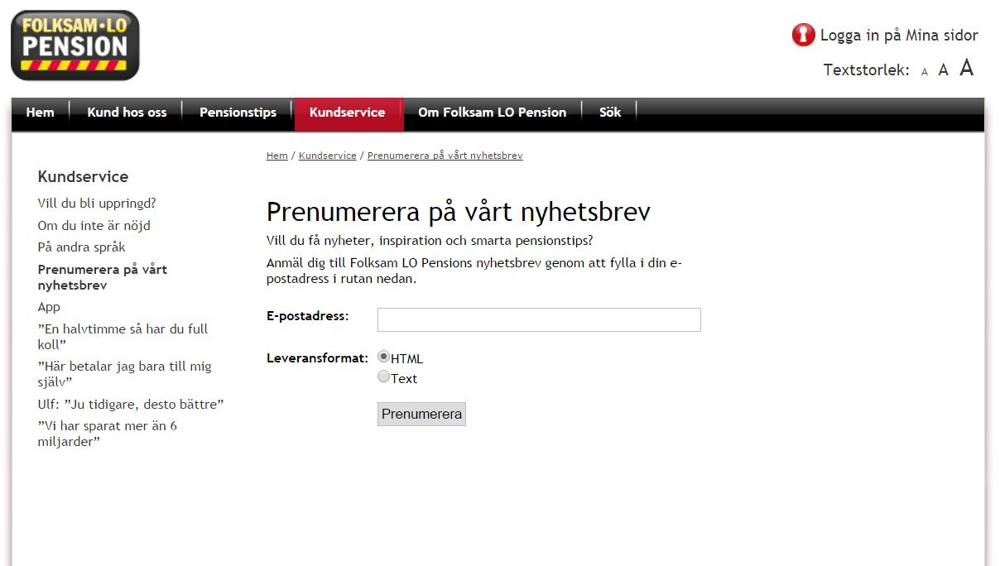 FOLKSAM•LO
PENSION
Logga in på Mina sidor
Textstorlek: A A A
Hem Kund hos oss Pensionstips Kundservice Om Folksam LO Pension Sök
Hem / Kundservice / Prenumerera på vårt nyhetsbrev
Kundservice
Vill du bli uppringd?
Om du inte är nöjd
På andra språk
Prenumerera på vårt
nyhetsbrev
App
”En halvtimme så har du full
koll”
”Här betalar jag bara till mig
själv”
Ulf: ”Ju tidigare, desto bättre”
”Vi har sparat mer än 6
miljarder”
Prenumerera på vårt nyhetsbrev
Vill du få nyheter, inspiration och smarta pensionstips?
Anmäl dig till Folksam LO Pensions nyhetsbrev genom att fylla i din e-
postadress i rutan nedan.
E-postadress:
Leveransformat: HTML
Text
Prenumerera